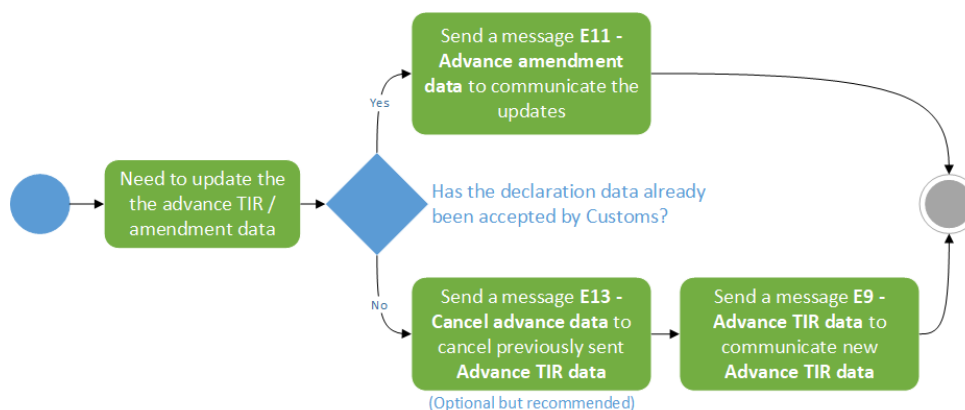 Send a message E11 -
Advance amendment
data to communicate the
updates
Yes
Need to update the
the advance TIR /
amendment data
Has the declaration data already
been accepted by Customs?
No
Send a message E13 -
Cancel advance data to
cancel previously sent
Advance TIR data
(Optional but recommended)
Send a message E9 -
Advance TIR data to
communicate new
Advance TIR data